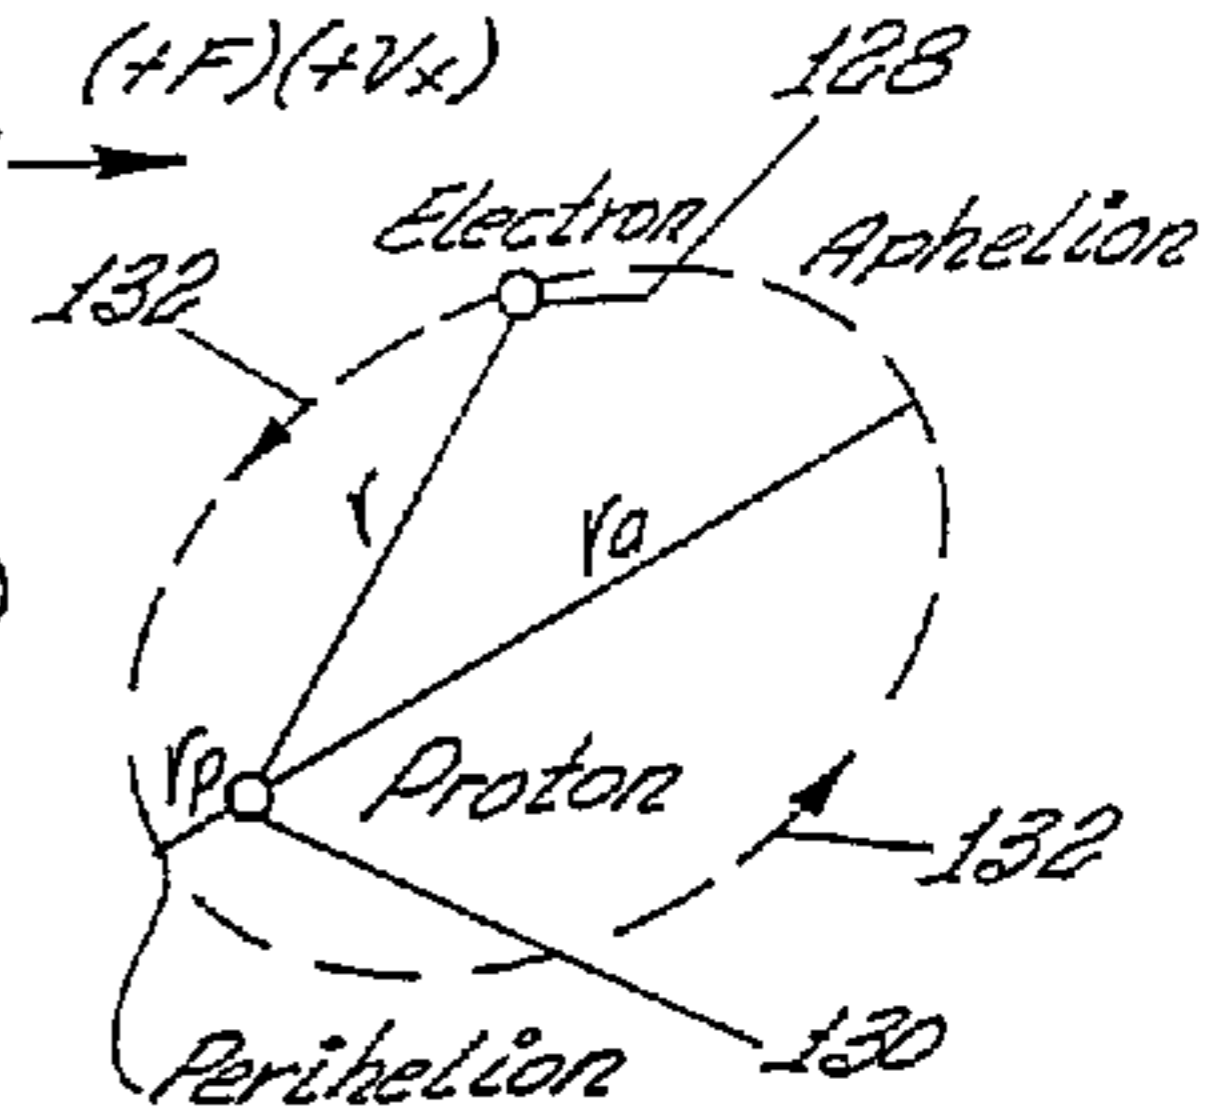 (+F)(+Vx)
128
Electron
Aphelion
132
r
ra
rp
Proton
132
130
Perihelion